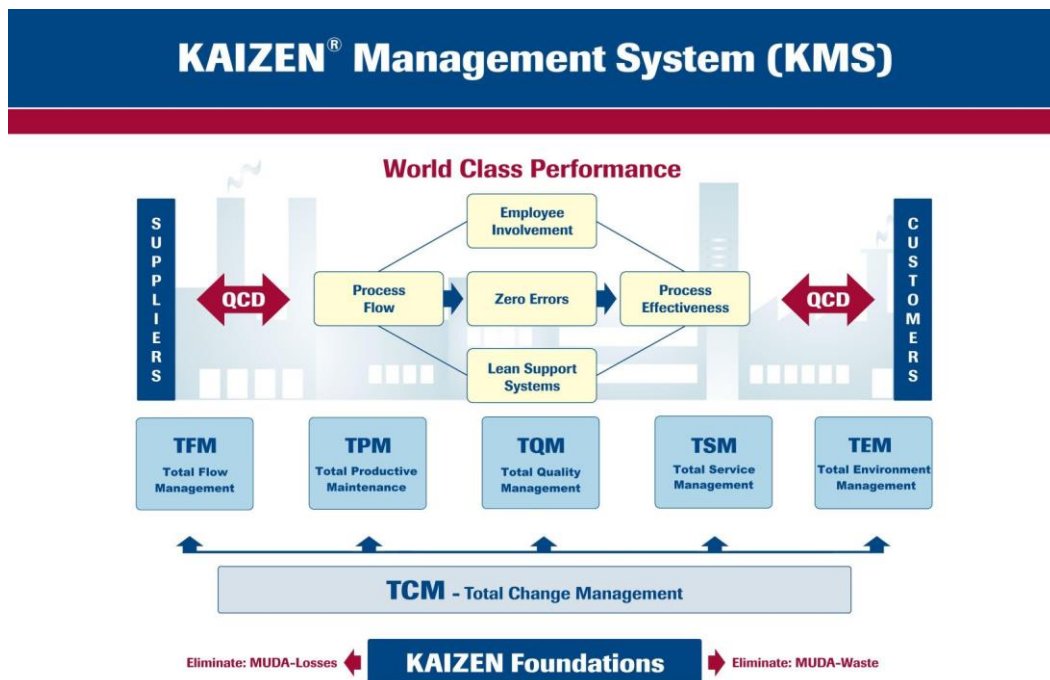 KAIZEN® Management System (KMS)
World Class Performance
SUPPLIERS
QCD
Process
Flow
Employee
Involvement
Zero Errors
Lean Support
Systems
Process
Effectiveness
QCD
CUSTOMERS
TFM
Total Flow
Management
TPM
Total Productive
Maintenance
TQM
Total Quality
Management
TSM
Total Service
Management
TEM
Total Environment
Management
TCM - Total Change Management
Eliminate: MUDA-Losses
KAIZEN Foundations
Eliminate: MUDA-Waste